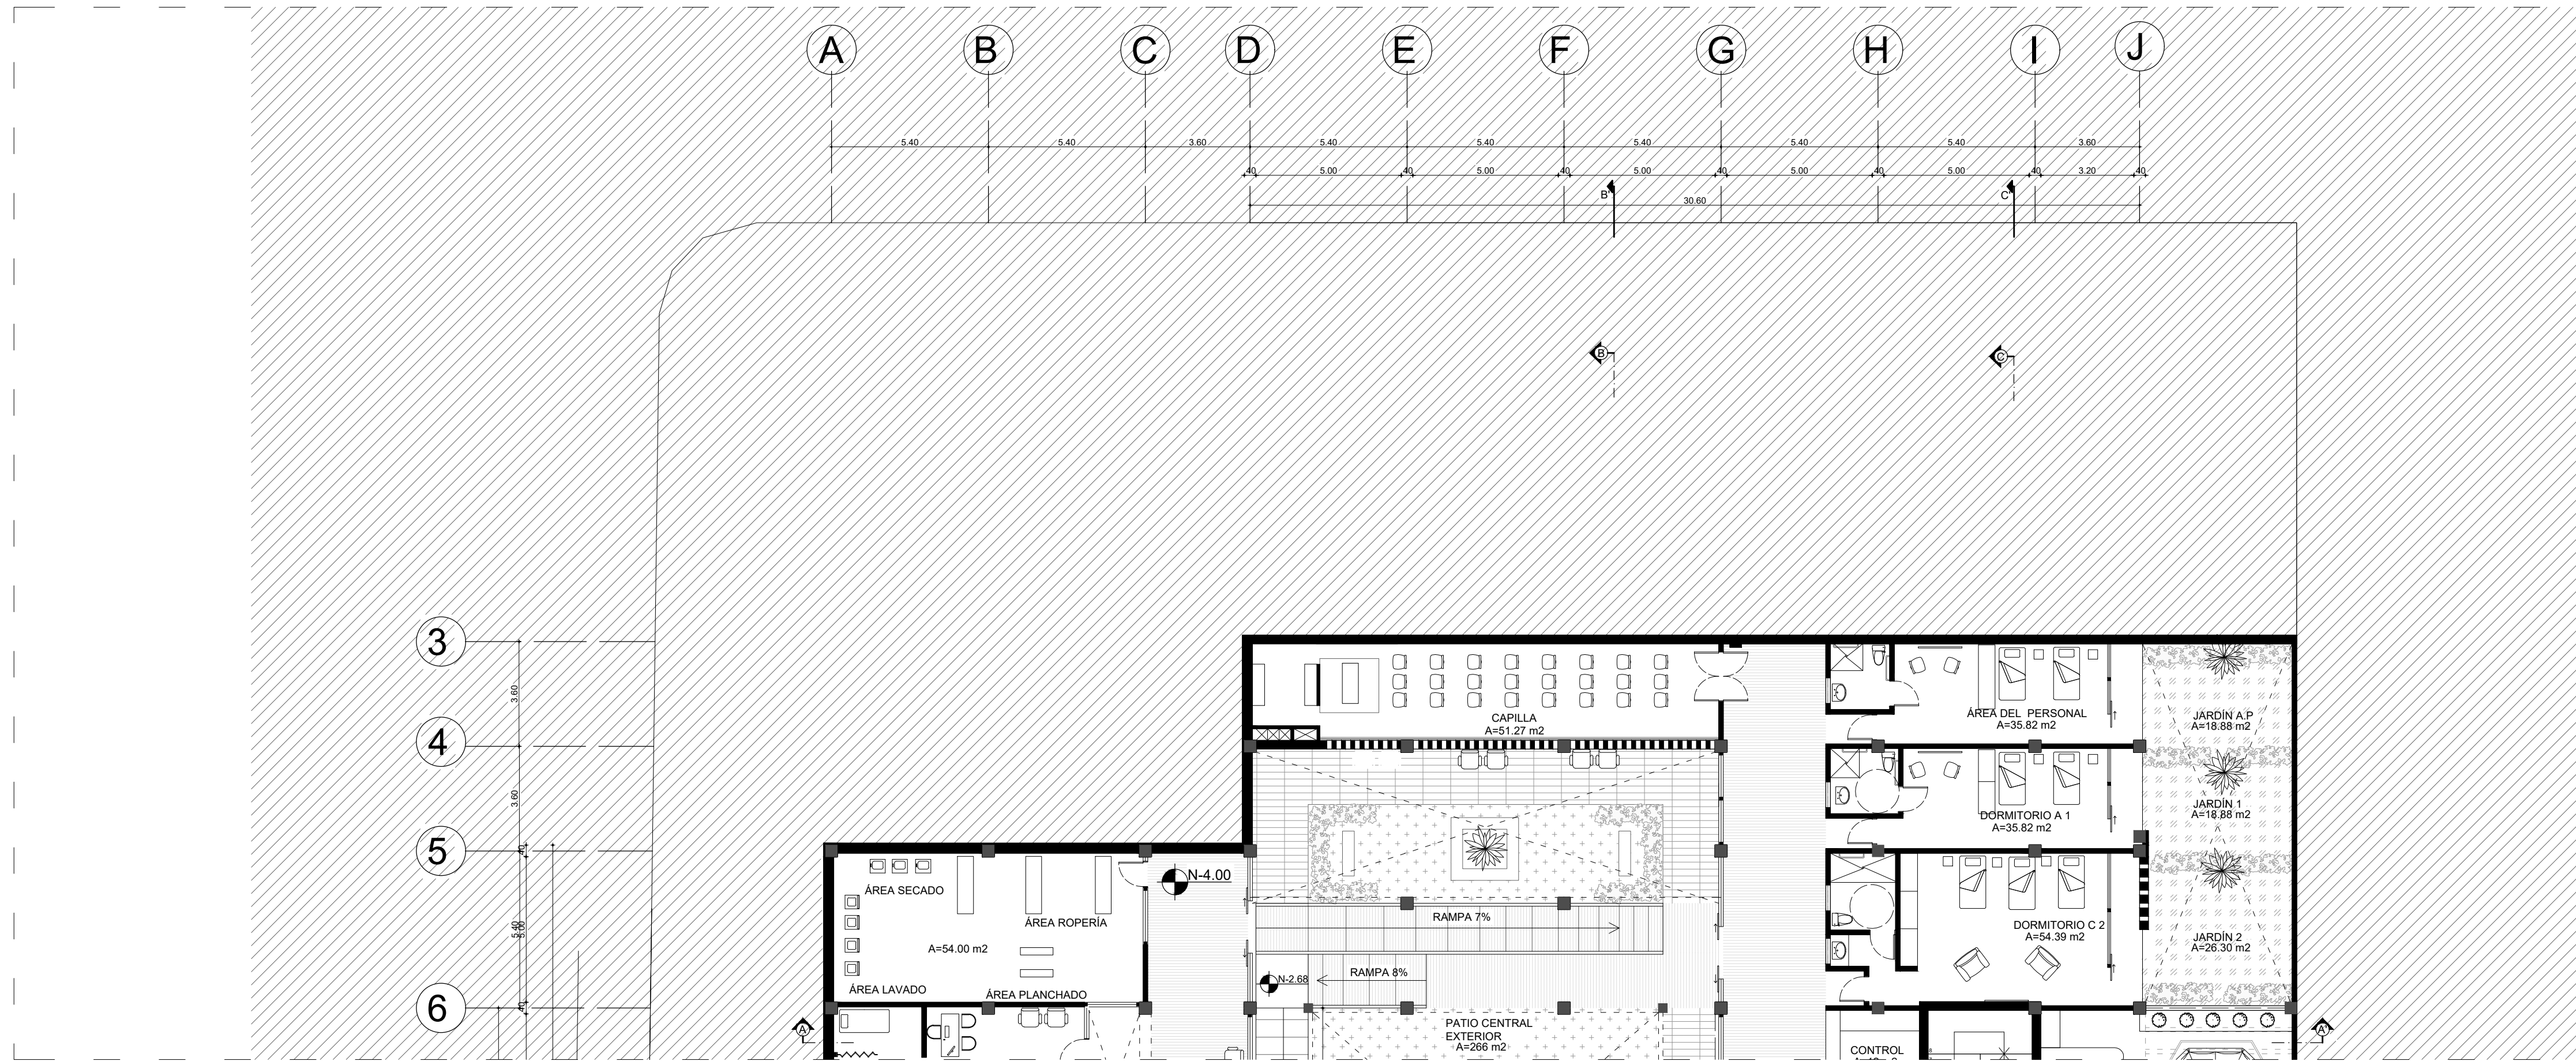 A B C D E F G H I J
5.40 5.40 3.60 5.40 5.40 5.40 5.40 5.40 3.60
.40 5.00 .40 5.00 .40 5.00 .40 5.00 .40 5.00 .40 3.20 .40
B' C'
30.60
B
C
3
3.60
4
3.60
5
.40
5.40
5.00
.40
6
CAPILLA
A=51.27 m2
ÁREA DEL PERSONAL
A=35.82 m2
JARDÍN A.P
A=18.88 m2
DORMITORIO A 1
A=35.82 m2
JARDÍN 1
A=18.88 m2
N-4.00
ÁREA SECADO
ÁREA ROPERÍA
A=54.00 m2
ÁREA LAVADO
ÁREA PLANCHADO
RAMPA 7%
RAMPA 8%
N-2.68
DORMITORIO C 2
A=54.39 m2
JARDÍN 2
A=26.30 m2
PATIO CENTRAL
EXTERIOR
A=266 m2
CONTROL
A
A'